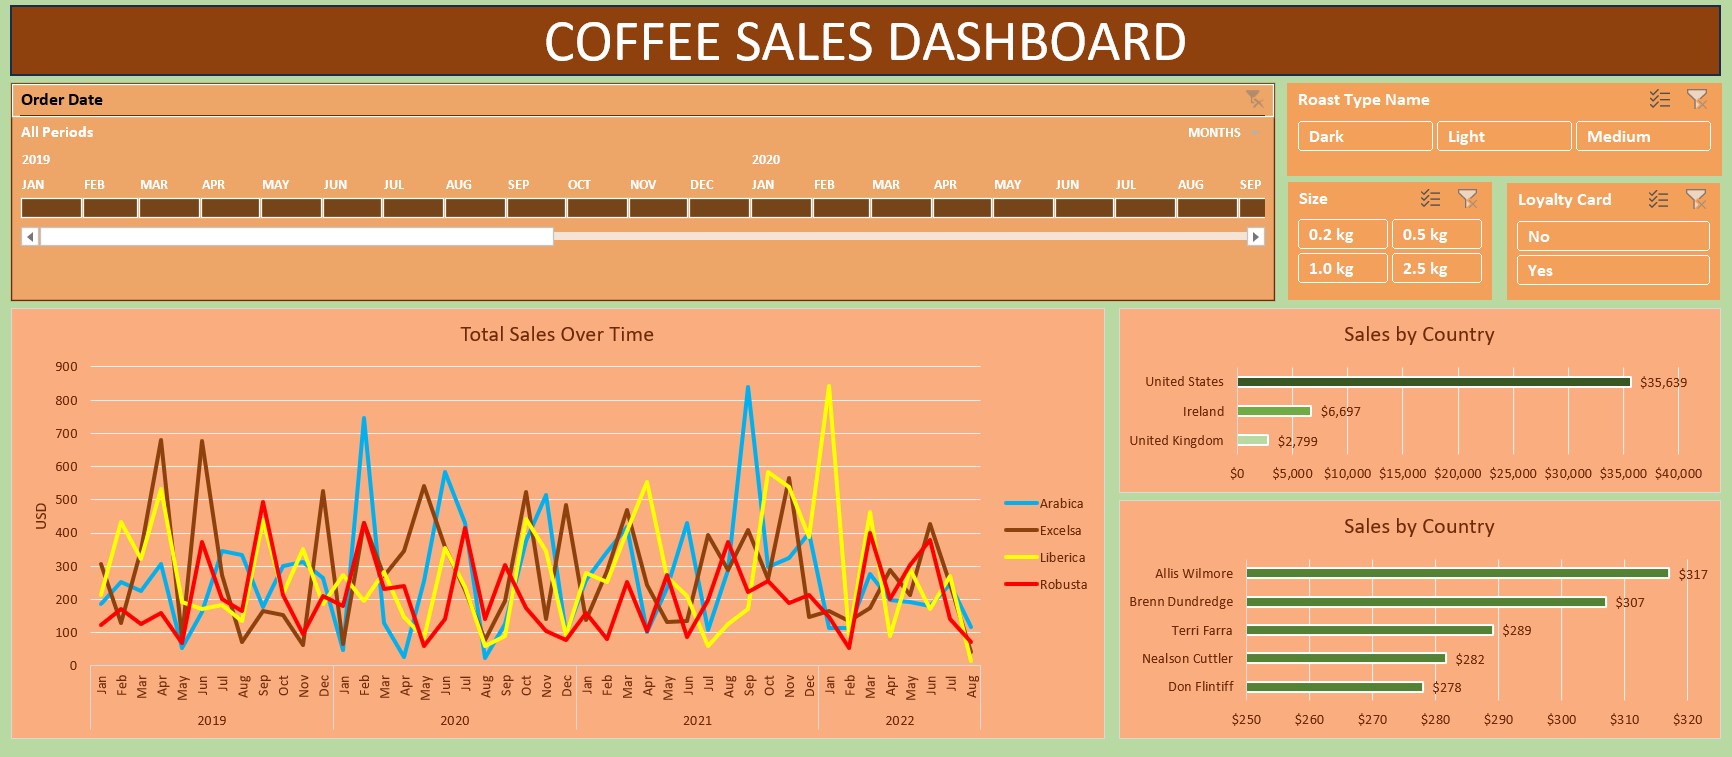 COFFEE SALES DASHBOARD
Order Date
All Periods MONTHS
2019 2020
JAN FEB MAR APR MAY JUN JUL AUG SEP OCT NOV DEC JAN FEB MAR APR MAY JUN JUL AUG SEP
Roast Type Name
Dark Light Medium
Size
0.2 kg 0.5 kg
1.0 kg 2.5 kg
Loyalty Card
No
Yes
Total Sales Over Time
USD
900
800
700
600
500
400
300
200
100
0
Jan Feb Mar Apr May Jun Jul Aug Sep Oct Nov Dec Jan Feb Mar Apr May Jun Jul Aug Sep Oct Nov Dec Jan Feb Mar Apr May Jun Jul Aug Sep Oct Nov Dec Jan Feb Mar Apr May Jun Jul Aug
2019 2020 2021 2022
Arabica
Excelsa
Liberica
Robusta
Sales by Country
United States $35,639
Ireland $6,697
United Kingdom $2,799
$0 $5,000 $10,000 $15,000 $20,000 $25,000 $30,000 $35,000 $40,000
Sales by Country
Allis Wilmore $317
Brenn Dundredge $307
Terri Farra $289
Nealson Cuttler $282
Don Flintiff $278
$250 $260 $270 $280 $290 $300 $310 $320